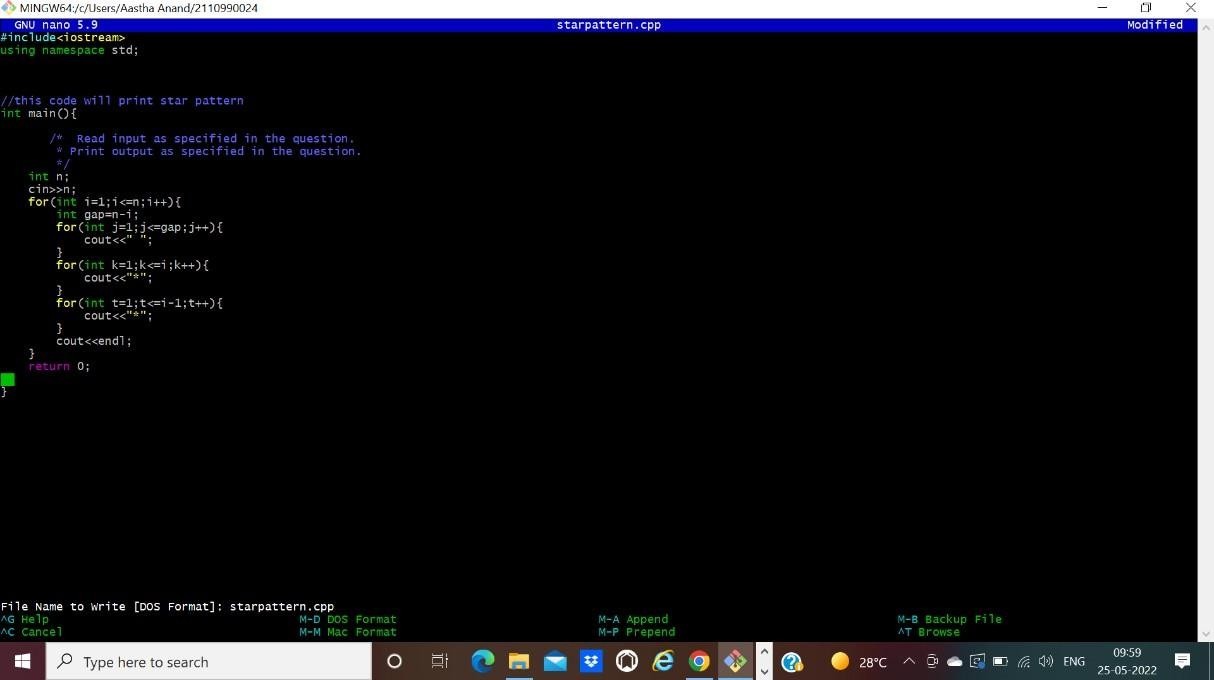 MINGW64:/c/Users/Aastha Anand/2110990024
GNU nano 5.9 starpattern.cpp Modified
#include<iostream>
using namespace std;
//this code will print star pattern
int main(){
/* Read input as specified in the question.
* Print output as specified in the question.
*/
int n;
cin>>n;
for(int i=1;i<=n;i++){
int gap=n-i;
for(int j=1;j<=gap;j++){
cout<<" ";
}
for(int k=1;k<=i;k++){
cout<<"*";
}
for(int t=1;t<=i-1;t++){
cout<<"*";
}
cout<<endl;
}
return 0;
}
File Name to Write [DOS Format]: starpattern.cpp
^G Help M-D DOS Format M-A Append M-B Backup File
^C Cancel M-M Mac Format M-P Prepend ^T Browse
Type here to search 28°C ENG 09:59
25-05-2022